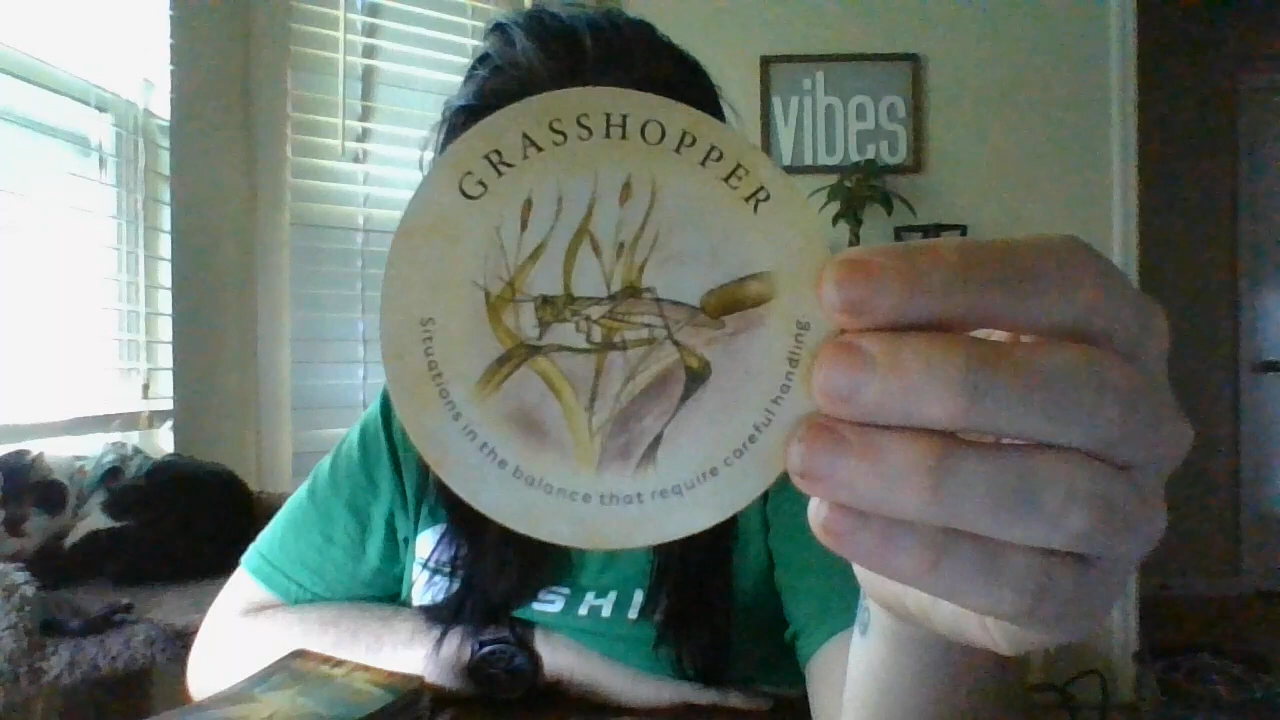 vibes
GRASSHOPPER
Situations in the balance that require careful handling.
SHI